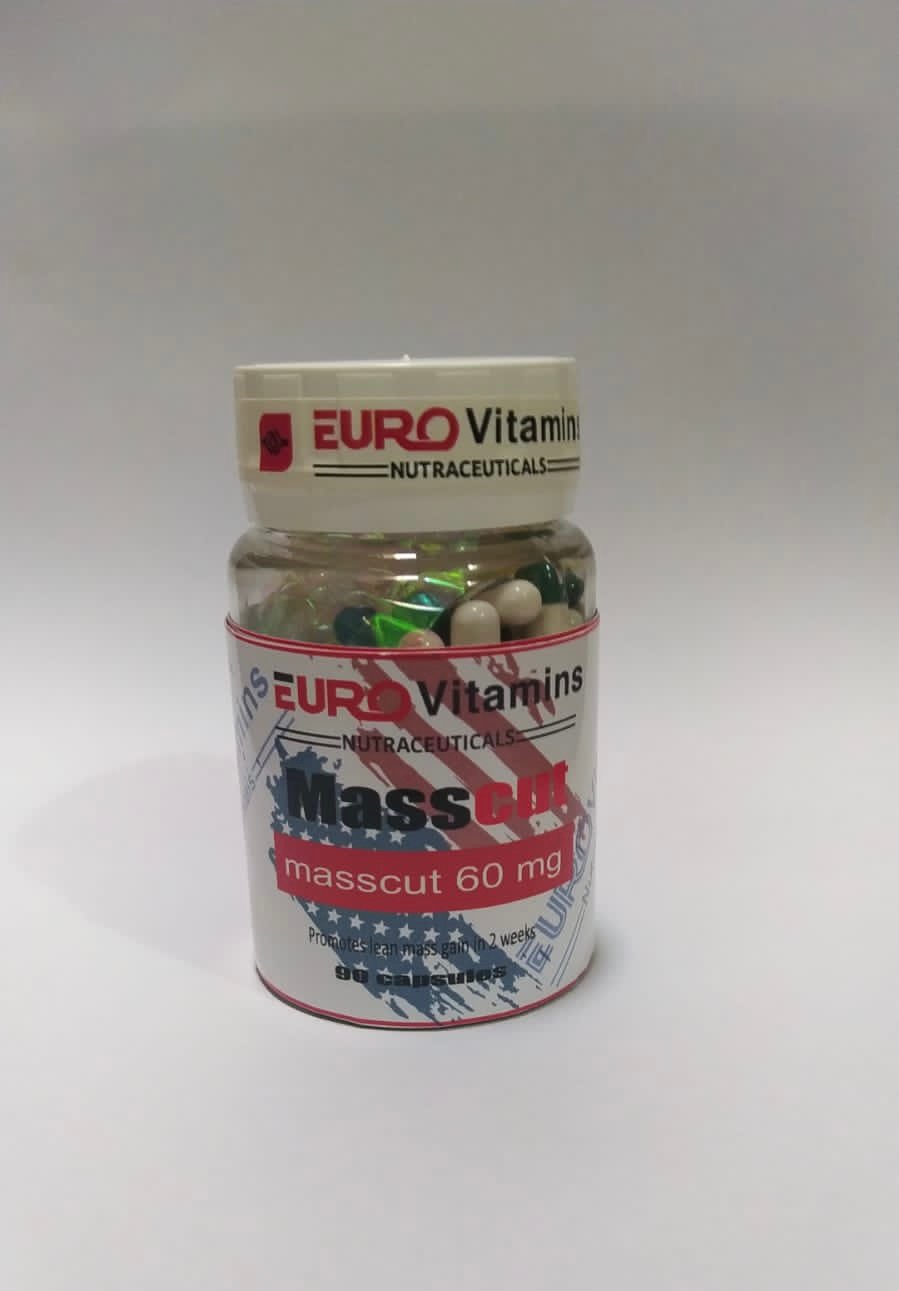 EURO Vitamins
NUTRACEUTICALS
EURO Vitamins
NUTRACEUTICALS
Masscut
masscut 60 mg
Promotes lean mass gain in 2 weeks
90 capsules